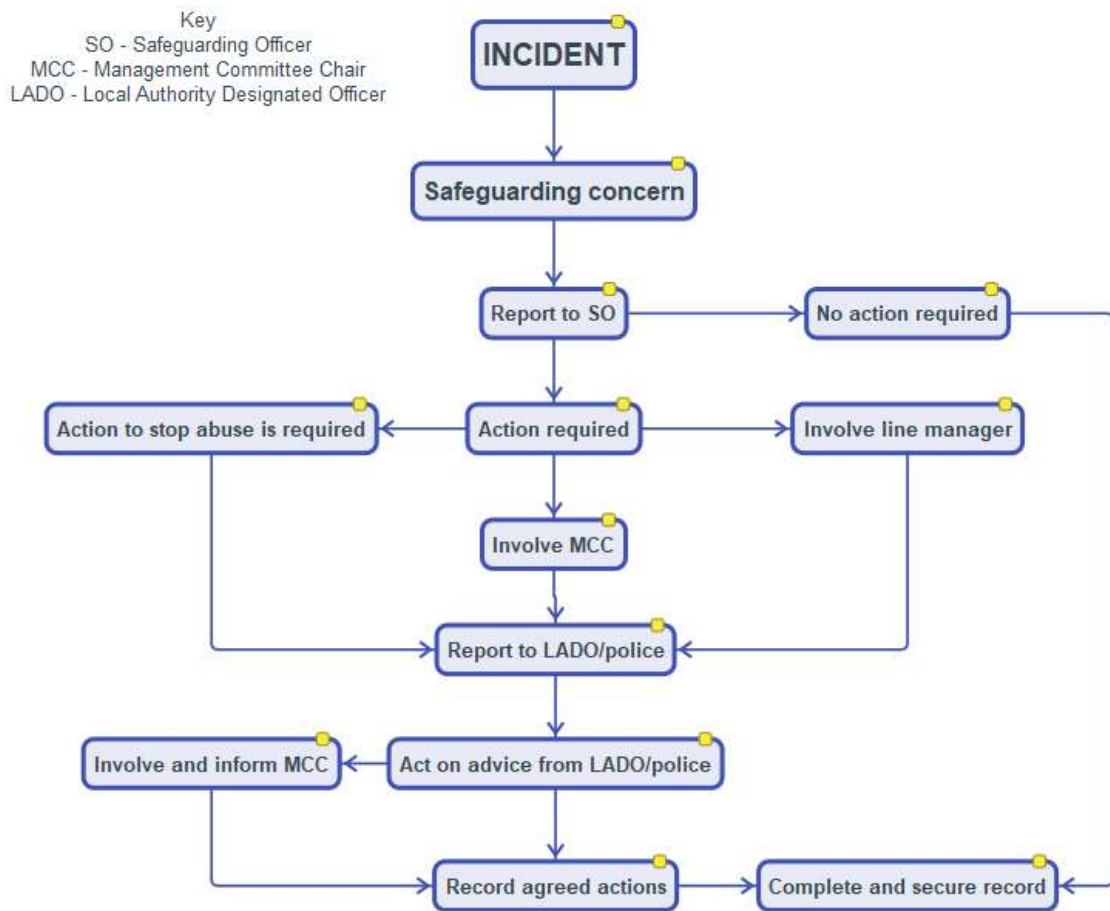 Key
SO - Safeguarding Officer
MCC - Management Committee Chair
LADO - Local Authority Designated Officer
INCIDENT
Safeguarding concern
Report to SO
No action required
Action to stop abuse is required
Action required
Involve line manager
Involve MCC
Report to LADO/police
Involve and inform MCC
Act on advice from LADO/police
Record agreed actions
Complete and secure record